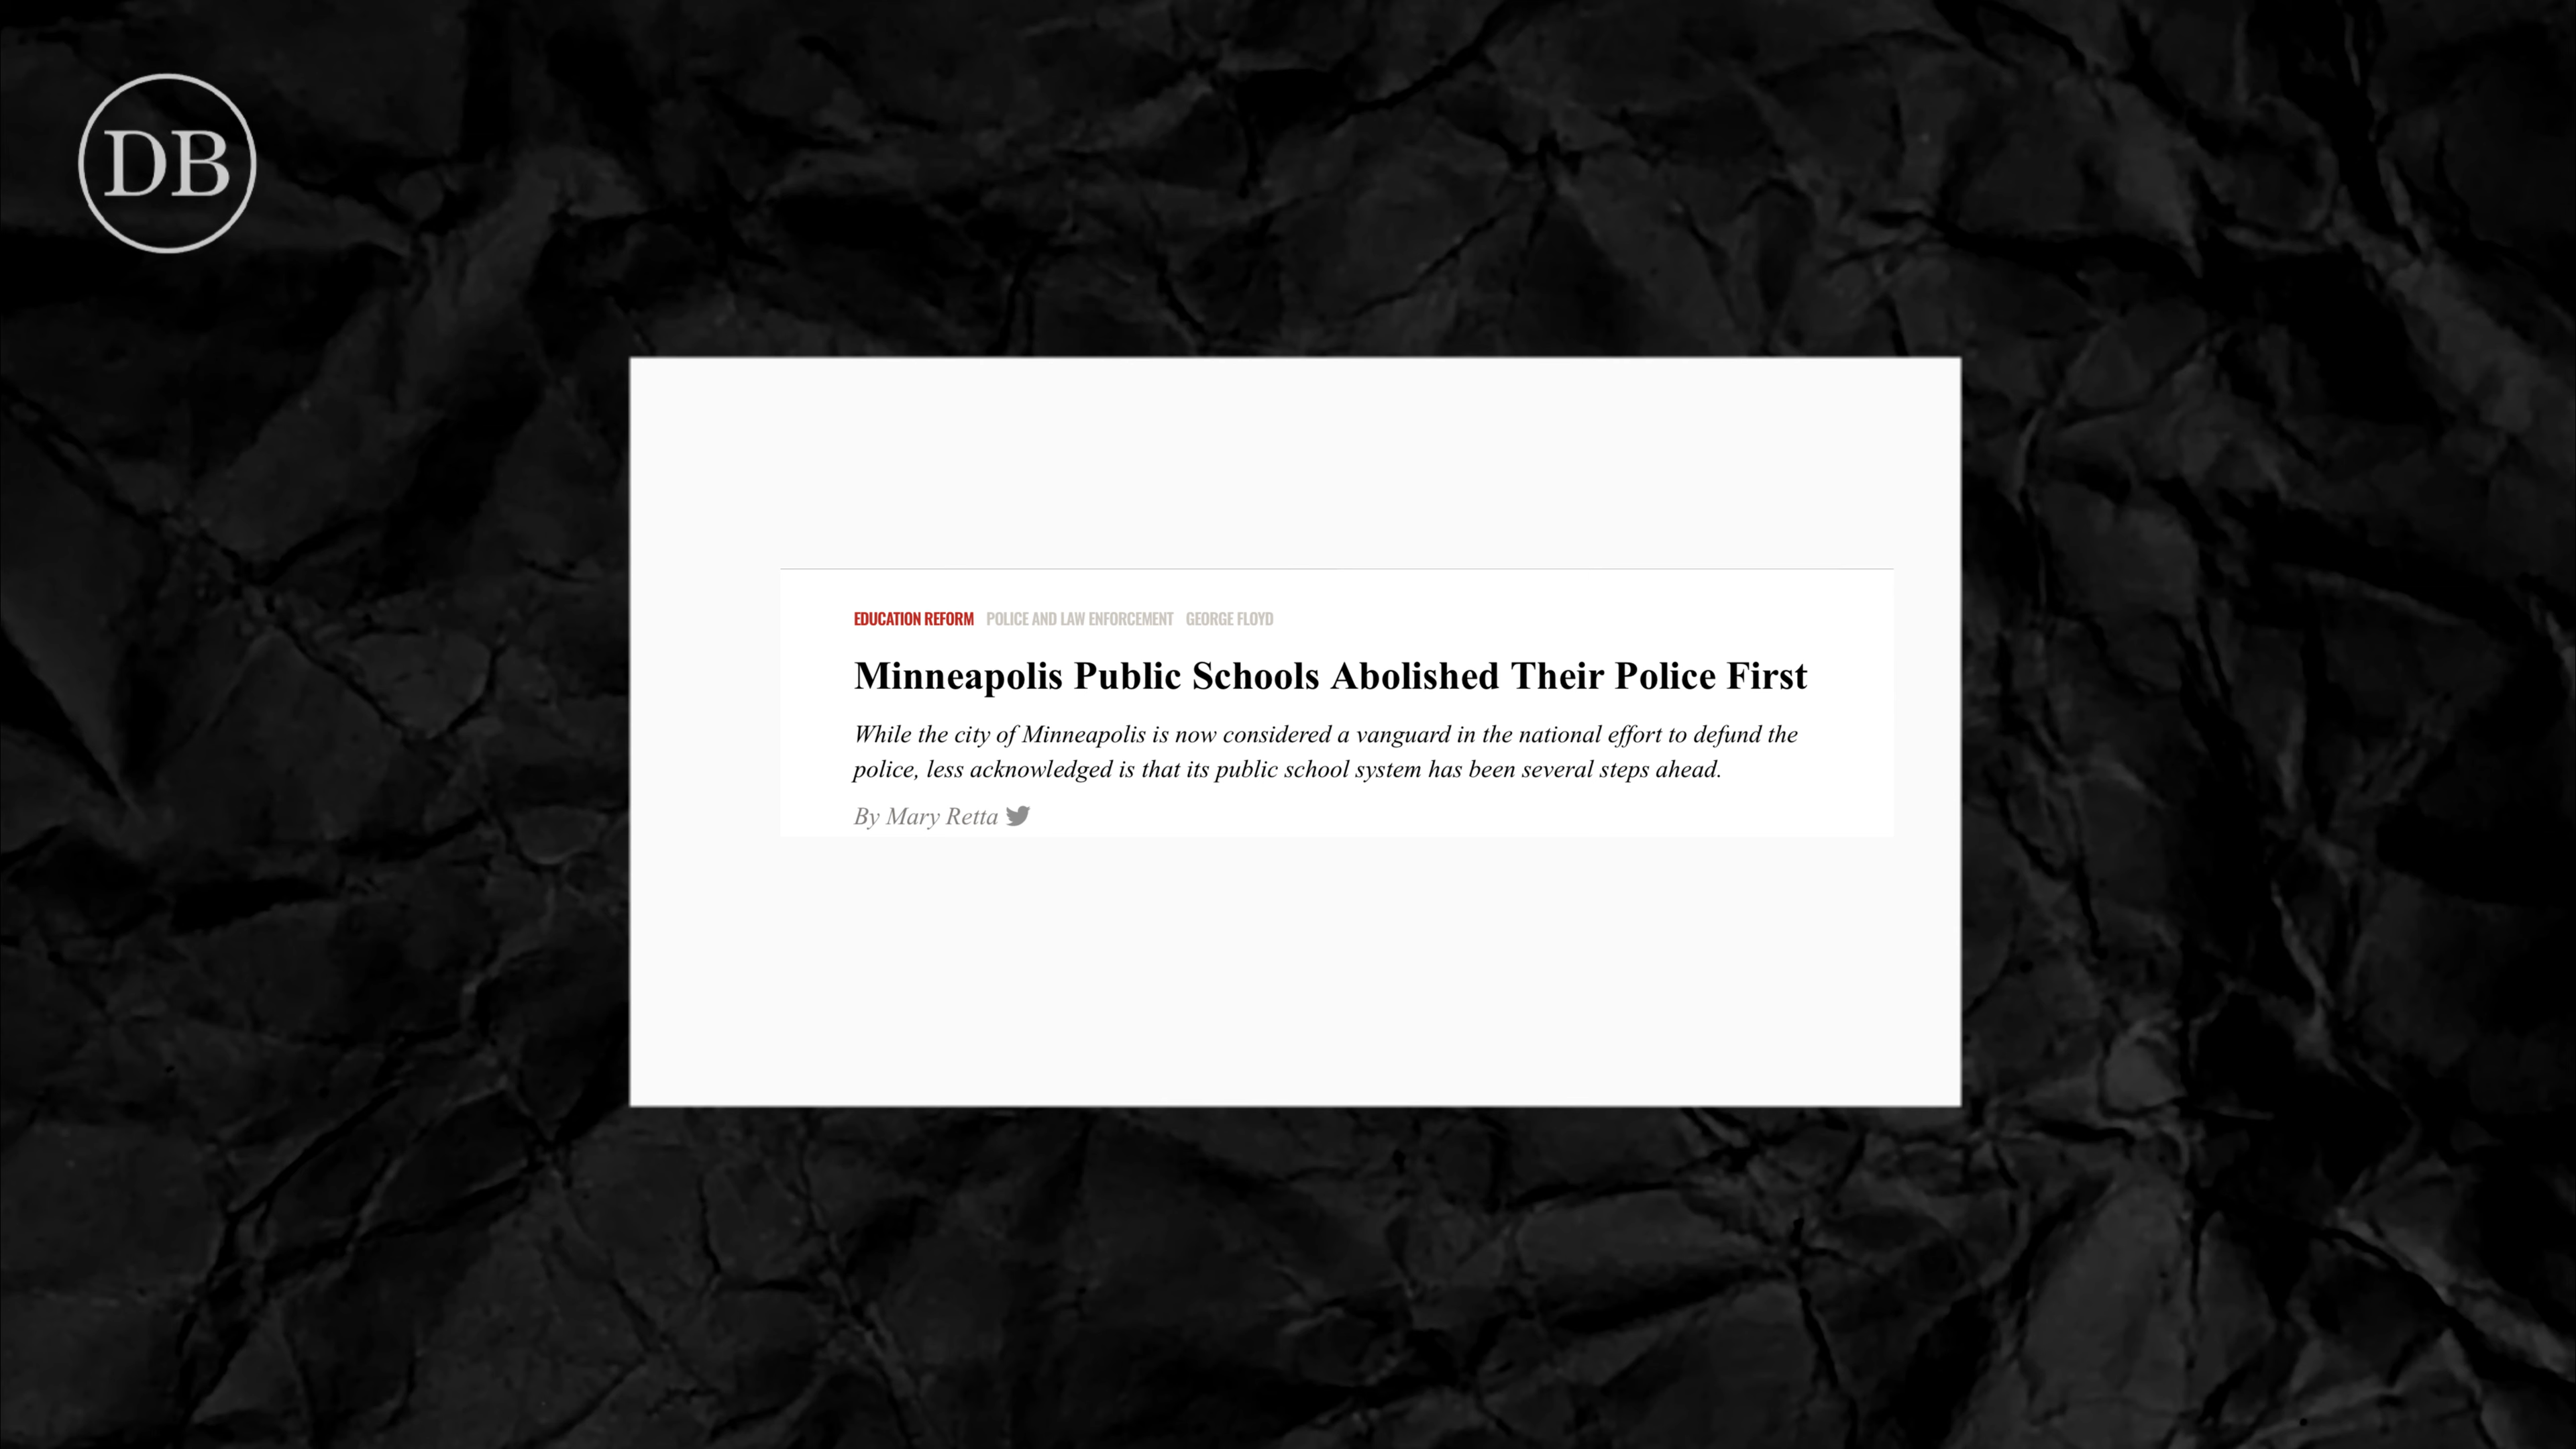 DB
EDUCATION REFORM POLICE AND LAW ENFORCEMENT GEORGE FLOYD
Minneapolis Public Schools Abolished Their Police First
While the city of Minneapolis is now considered a vanguard in the national effort to defund the
police, less acknowledged is that its public school system has been several steps ahead.
By Mary Retta